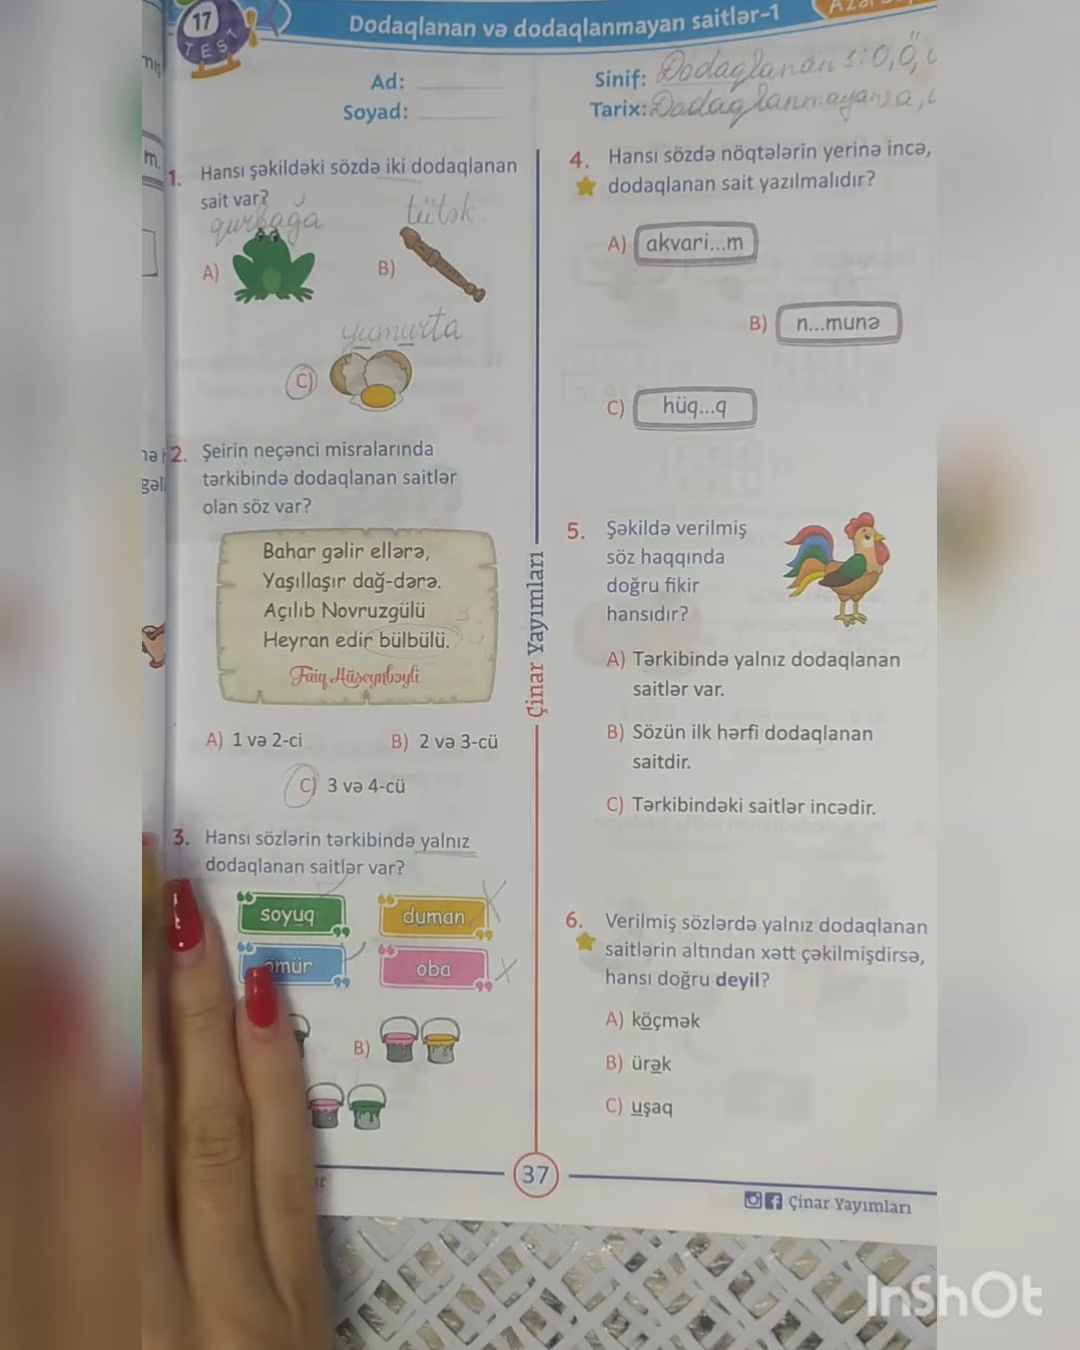 17
TEST
Dodaqlanan və dodaqlanmayan saitlər-1
Ad:
Soyad:
Sinif: Dodaqlanan s: o, ö,
Tarix: Dodaqlanmayan s a,
m.
1. Hansı şəkildəki sözdə iki dodaqlanan
sait var?
qurbağa
tütək
A)
B)
yumurta
C)
2. Şeirin neçənci misralarında
tərkibində dodaqlanan saitlər
olan söz var?
Bahar gəlir ellərə,
Yaşıllaşır dağ-dərə.
Açılıb Novruzgülü 3
Heyran edir bülbülü.
Faiq Hüseynbəyli
A) 1 və 2-ci
B) 2 və 3-cü
C) 3 və 4-cü
3. Hansı sözlərin tərkibində yalnız
dodaqlanan saitlər var?
soyuq
duman
ömür
oba
B)
Çinar Yayımları
4. Hansı sözdə nöqtələrin yerinə incə,
dodaqlanan sait yazılmalıdır?
A) akvari...m
B) n...munə
C) hüq...q
5. Şəkildə verilmiş
söz haqqında
doğru fikir
hansıdır?
A) Tərkibində yalnız dodaqlanan
saitlər var.
B) Sözün ilk hərfi dodaqlanan
saitdir.
C) Tərkibindəki saitlər incədir.
6. Verilmiş sözlərdə yalnız dodaqlanan
saitlərin altından xətt çəkilmişdirsə,
hansı doğru deyil?
A) köçmək
B) ürək
C) uşaq
37
Çinar Yayımları
InShOt